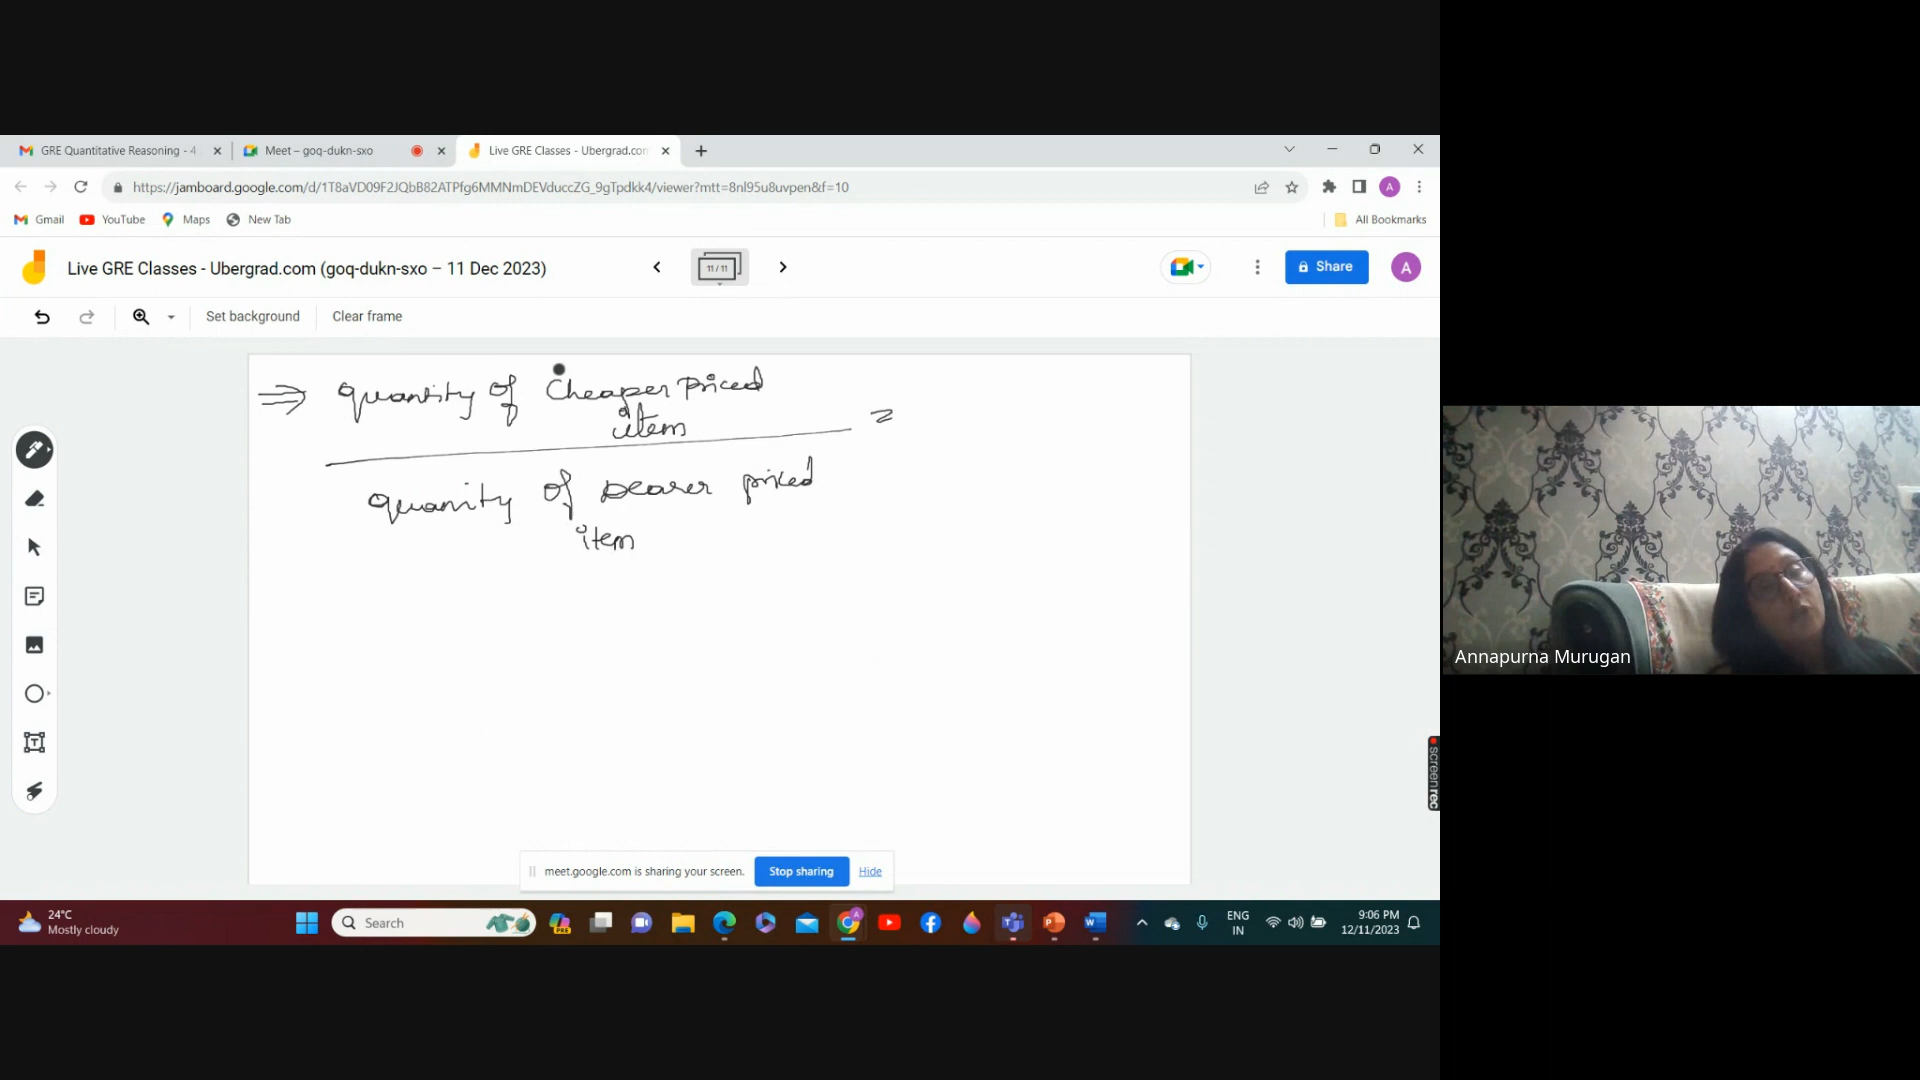 GRE Quantitative Reasoning - 4
Meet – goq-dukn-sxo
Live GRE Classes - Ubergrad.con
https://jamboard.google.com/d/1T8aVD09F2JQbB82ATPfg6MMNmDEVduccZG_9gTpdkk4/viewer?mtt=8nl95u8uvpen&f=10
A
Gmail
YouTube
Maps
New Tab
All Bookmarks
Live GRE Classes - Ubergrad.com (goq-dukn-sxo – 11 Dec 2023)
11 / 11
Share
A
Set background
Clear frame
⇒ quantity of Cheaper priced
item
=
quanity of Dearer priced
item
Annapurna Murugan
screenrec
meet.google.com is sharing your screen.
Stop sharing
Hide
24°C
Mostly cloudy
Search
PRE
ENG
IN
9:06 PM
12/11/2023